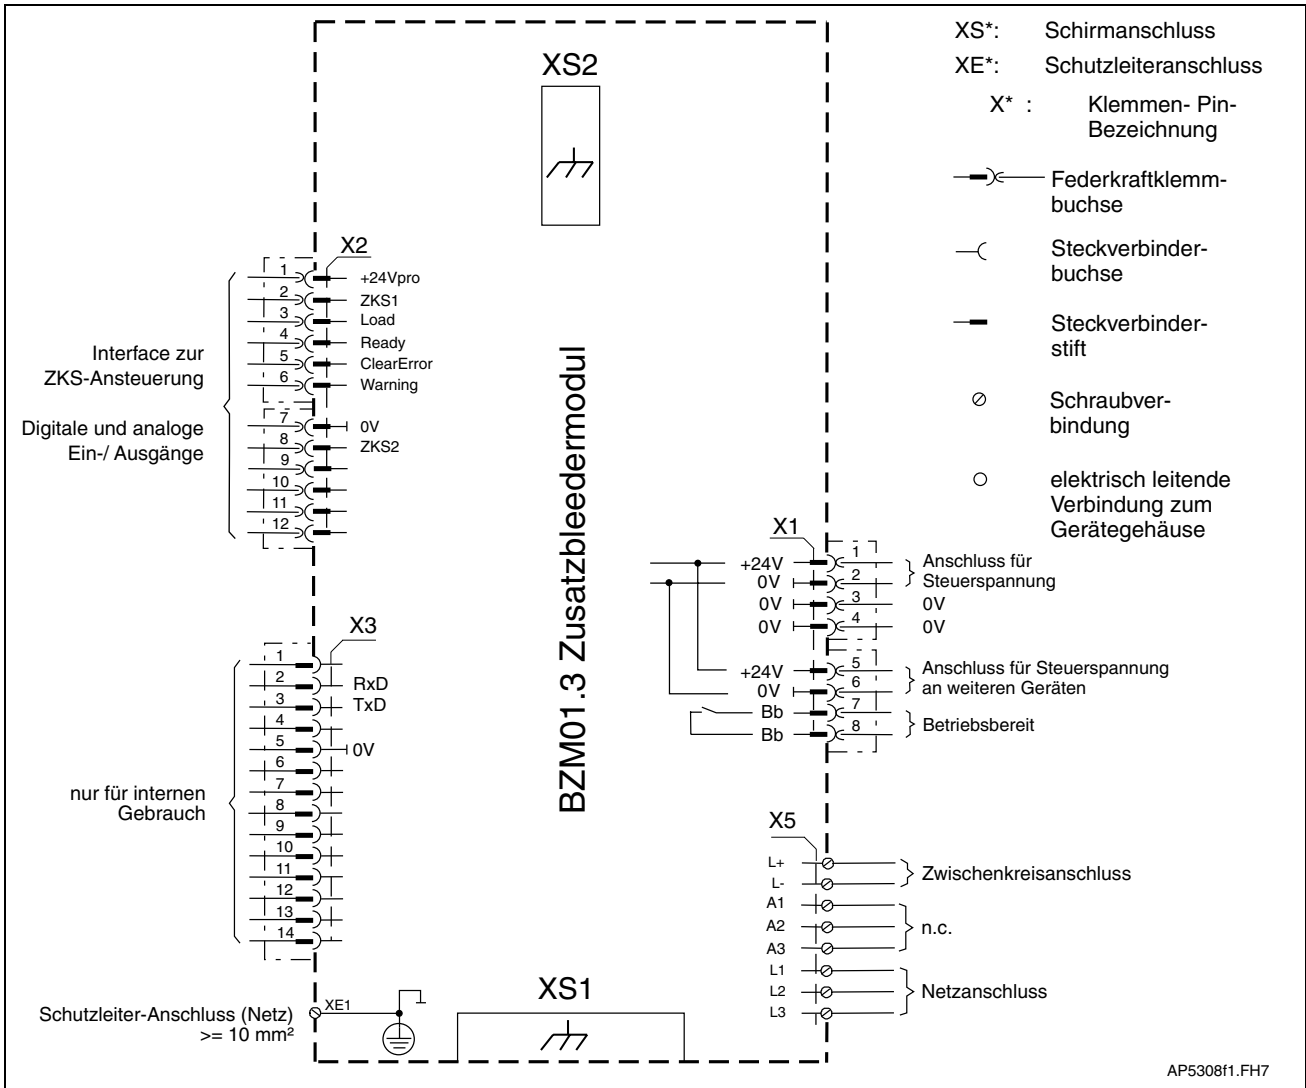 XS*: Schirmanschluss
XE*: Schutzleiteranschluss
X* : Klemmen- Pin-
Bezeichnung
Federkraftklemm-
buchse
Steckverbinder-
buchse
Steckverbinder-
stift
Schraubver-
bindung
elektrisch leitende
Verbindung zum
Gerätegehäuse
XS2
X2
1 +24Vpro
2 ZKS1
3 Load
4 Ready
5 ClearError
6 Warning
7 0V
8 ZKS2
9
10
11
12
Interface zur
ZKS-Ansteuerung
Digitale und analoge
Ein-/ Ausgänge
BZM01.3 Zusatzbleedermodul
X1
+24V 1
0V 2
0V 3 0V
0V 4 0V
Anschluss für
Steuerspannung
+24V 5
0V 6
Bb 7
Bb 8
Anschluss für Steuerspannung
an weiteren Geräten
Betriebsbereit
X3
1
2 RxD
3 TxD
4
5 0V
6
7
8
9
10
11
12
13
14
nur für internen
Gebrauch
X5
L+
L-
A1
A2
A3
L1
L2
L3
Zwischenkreisanschluss
n.c.
Netzanschluss
XS1
XE1
Schutzleiter-Anschluss (Netz)
>= 10 mm²
AP5308f1.FH7